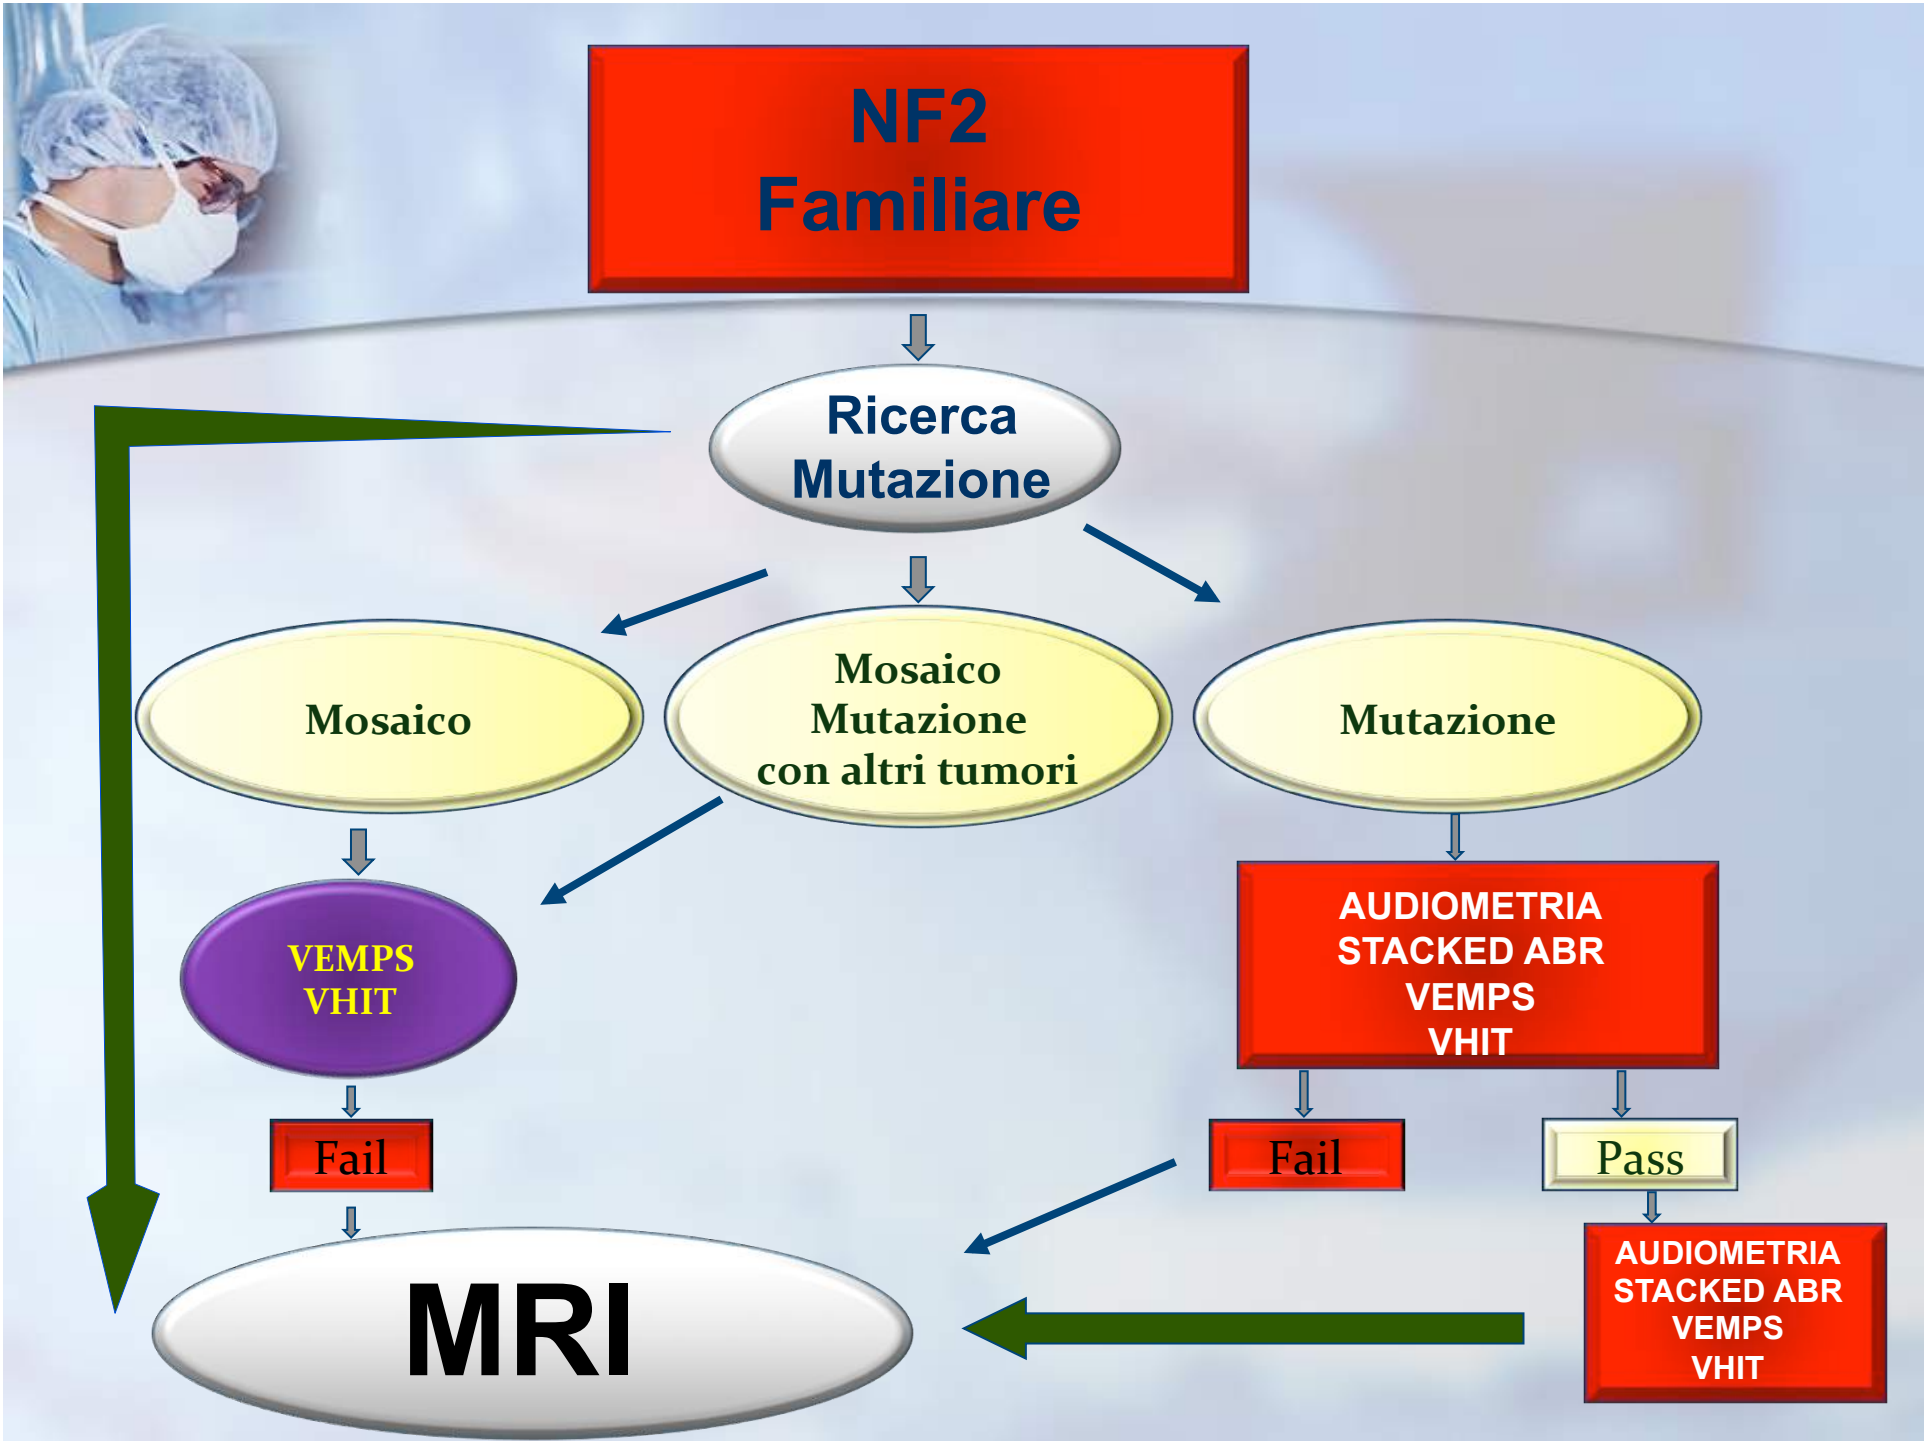 NF2
Familiare
Ricerca
Mutazione
Mosaico
Mosaico
Mutazione
con altri tumori
Mutazione
VEMPS
VHIT
AUDIOMETRIA
STACKED ABR
VEMPS
VHIT
Fail
Fail
Pass
MRI
AUDIOMETRIA
STACKED ABR
VEMPS
VHIT